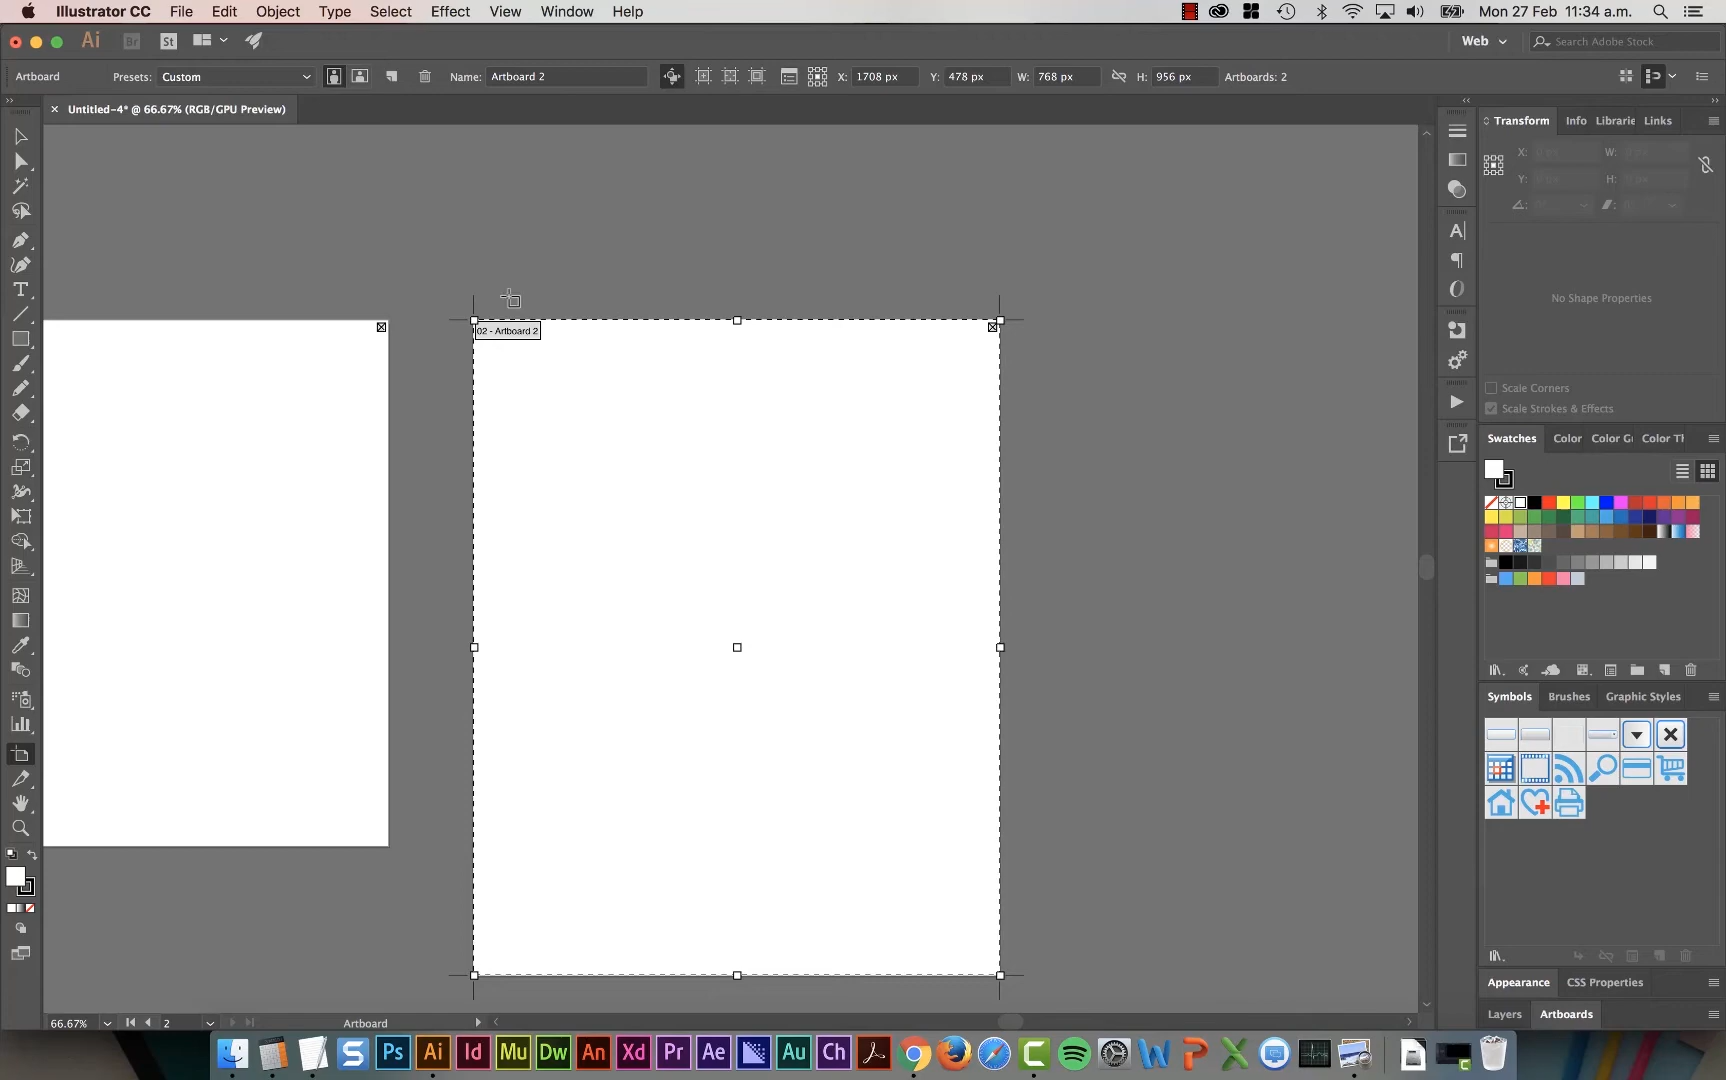 Illustrator CC File Edit Object Type Select Effect View Window Help Mon 27 Feb 11:34 a.m.
Ai Br St Web Search Adobe Stock
Artboard Presets: Custom Name: Artboard 2 X: 1708 px Y: 478 px W: 768 px H: 956 px Artboards: 2
Untitled-4* @ 66.67% (RGB/GPU Preview)
Transform Info Librarie Links
X: W:
Y: H:
No Shape Properties
02 - Artboard 2
Scale Corners
Scale Strokes & Effects
Swatches Color Color G Color T
Symbols Brushes Graphic Styles
Appearance CSS Properties
Layers Artboards
66.67% 2 Artboard
S Ps Ai Id Mu Dw An Xd Pr Ae Au Ch